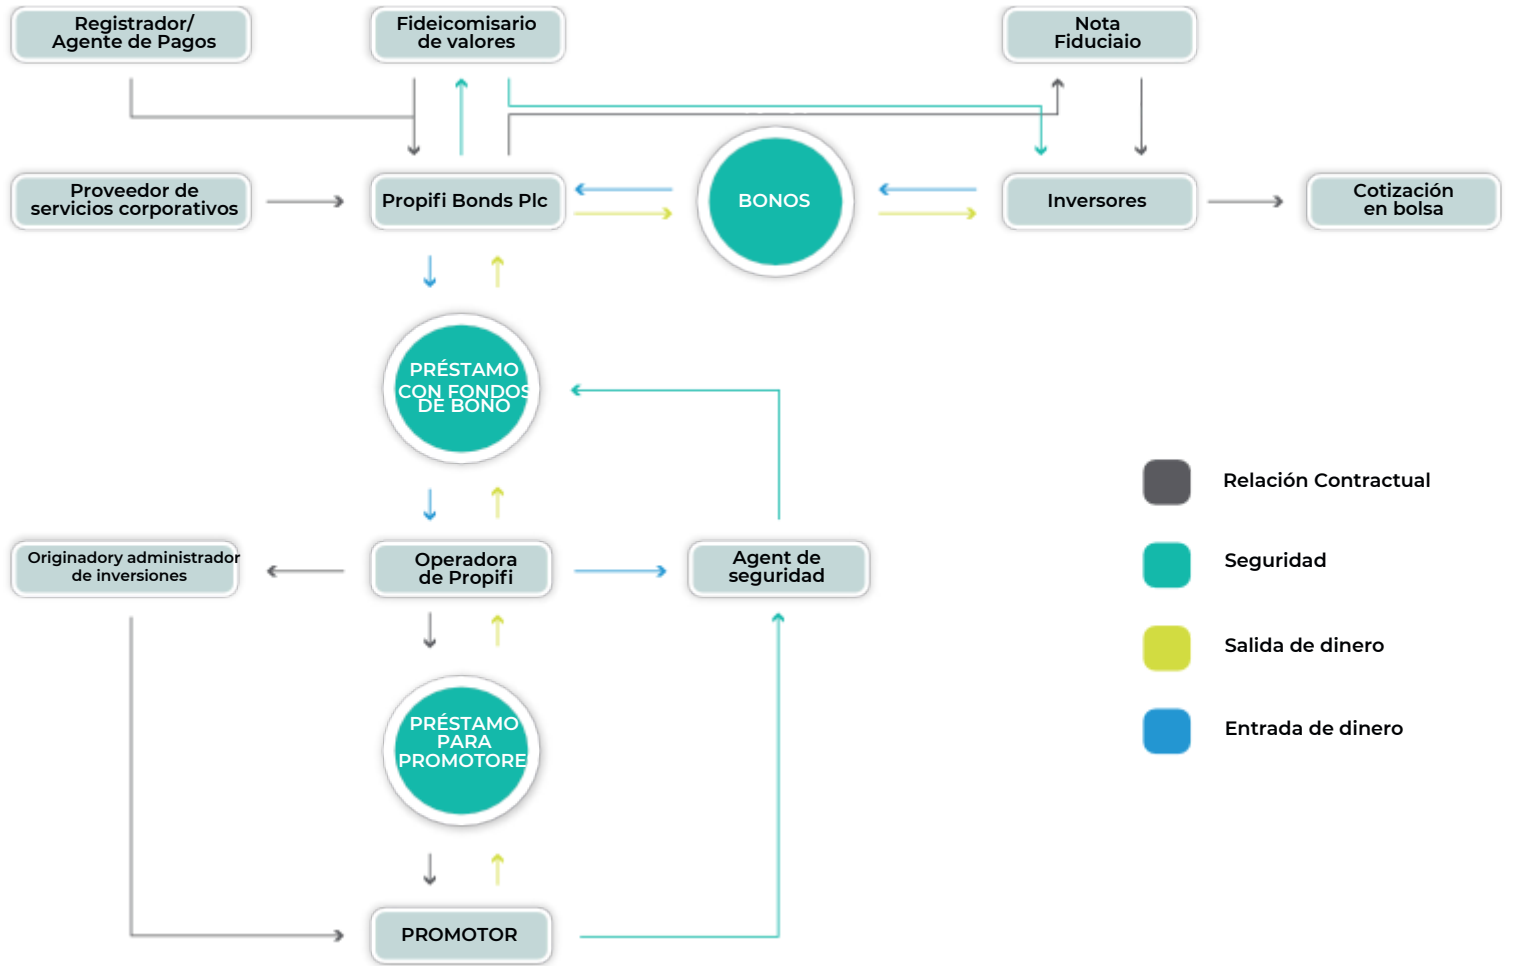 Registrador/
Agente de Pagos
Fideicomisario
de valores
Nota
Fiduciaio
Proveedor de
servicios corporativos
Propifi Bonds Plc
BONOS
Inversores
Cotización
en bolsa
PRÉSTAMO
CON FONDOS
DE BONO
Relación Contractual
Originadory administrador
de inversiones
Operadora
de Propifi
Agent de
seguridad
Seguridad
Salida de dinero
PRÉSTAMO
PARA
PROMOTORE
Entrada de dinero
PROMOTOR